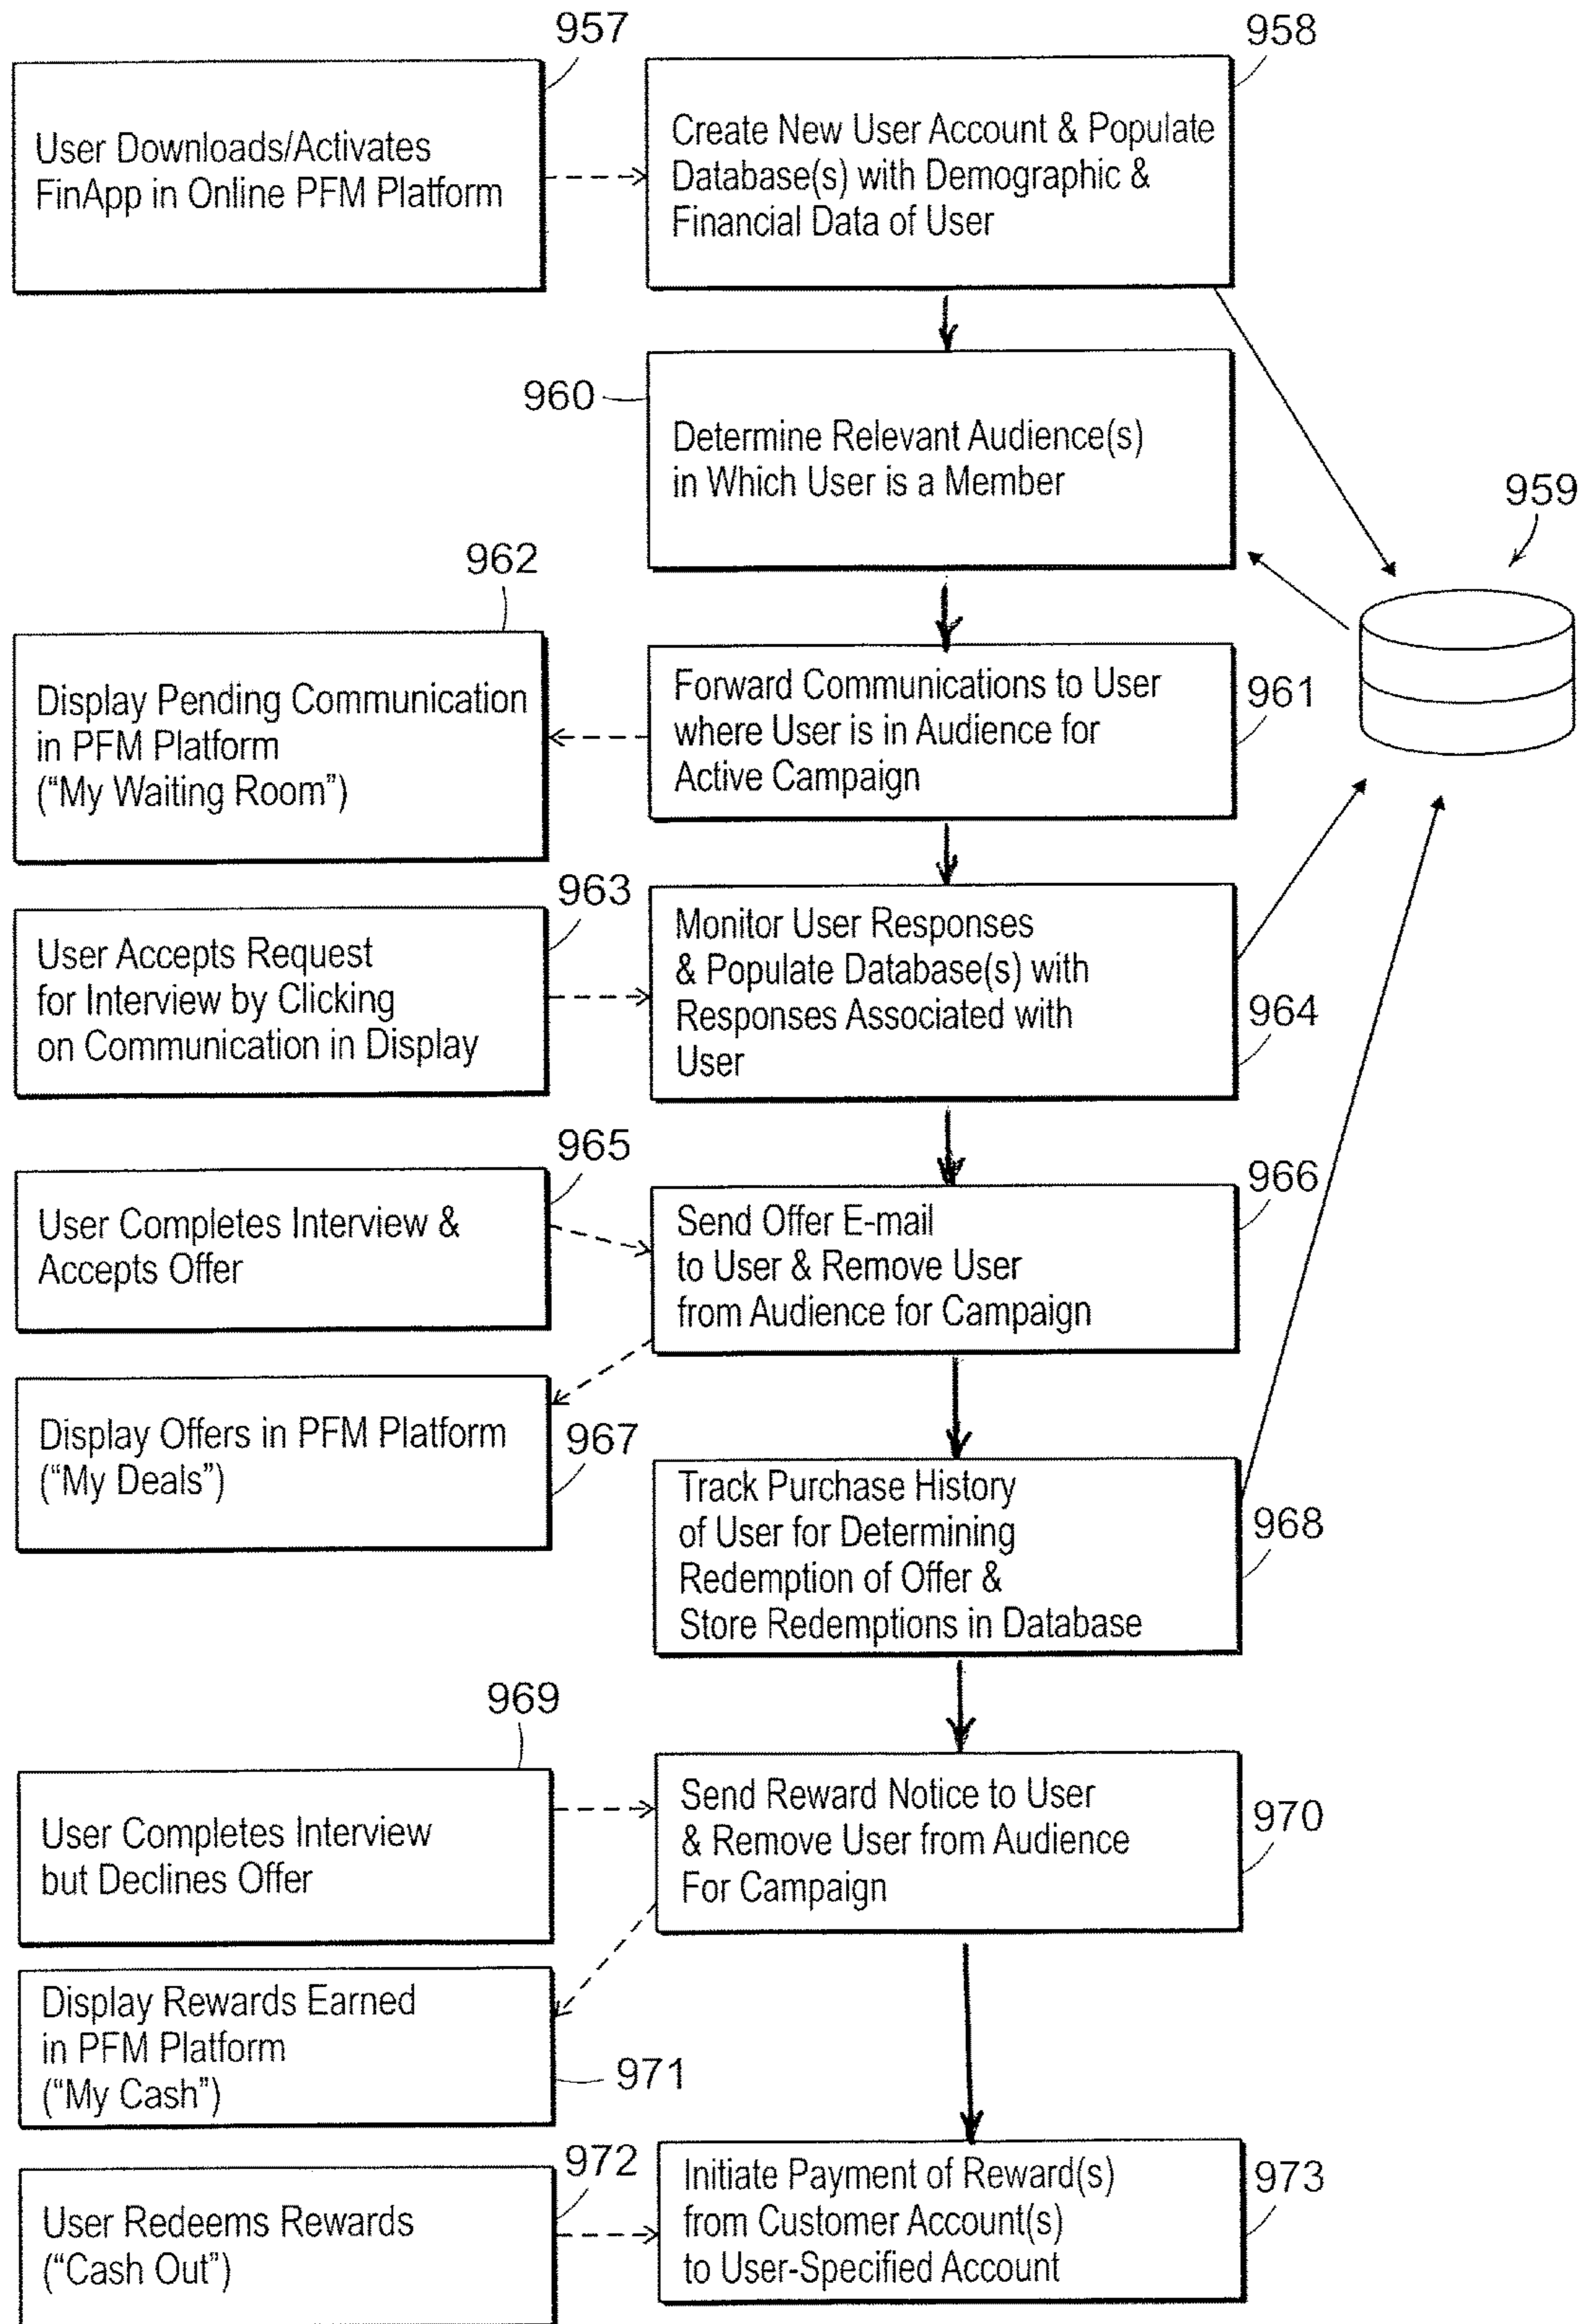 957
958
User Downloads/Activates
FinApp in Online PFM Platform
Create New User Account & Populate
Database(s) with Demographic &
Financial Data of User
960
Determine Relevant Audience(s)
in Which User is a Member
959
962
Display Pending Communication
in PFM Platform
(“My Waiting Room”)
Forward Communications to User
where User is in Audience for
Active Campaign
961
963
User Accepts Request
for Interview by Clicking
on Communication in Display
Monitor User Responses
& Populate Database(s) with
Responses Associated with
User
964
965
User Completes Interview &
Accepts Offer
966
Send Offer E-mail
to User & Remove User
from Audience for Campaign
Display Offers in PFM Platform
(“My Deals”)
967
Track Purchase History
of User for Determining
Redemption of Offer &
Store Redemptions in Database
968
969
User Completes Interview
but Declines Offer
Send Reward Notice to User
& Remove User from Audience
For Campaign
970
Display Rewards Earned
in PFM Platform
(“My Cash”)
971
972
User Redeems Rewards
(“Cash Out”)
Initiate Payment of Reward(s)
from Customer Account(s)
to User-Specified Account
973